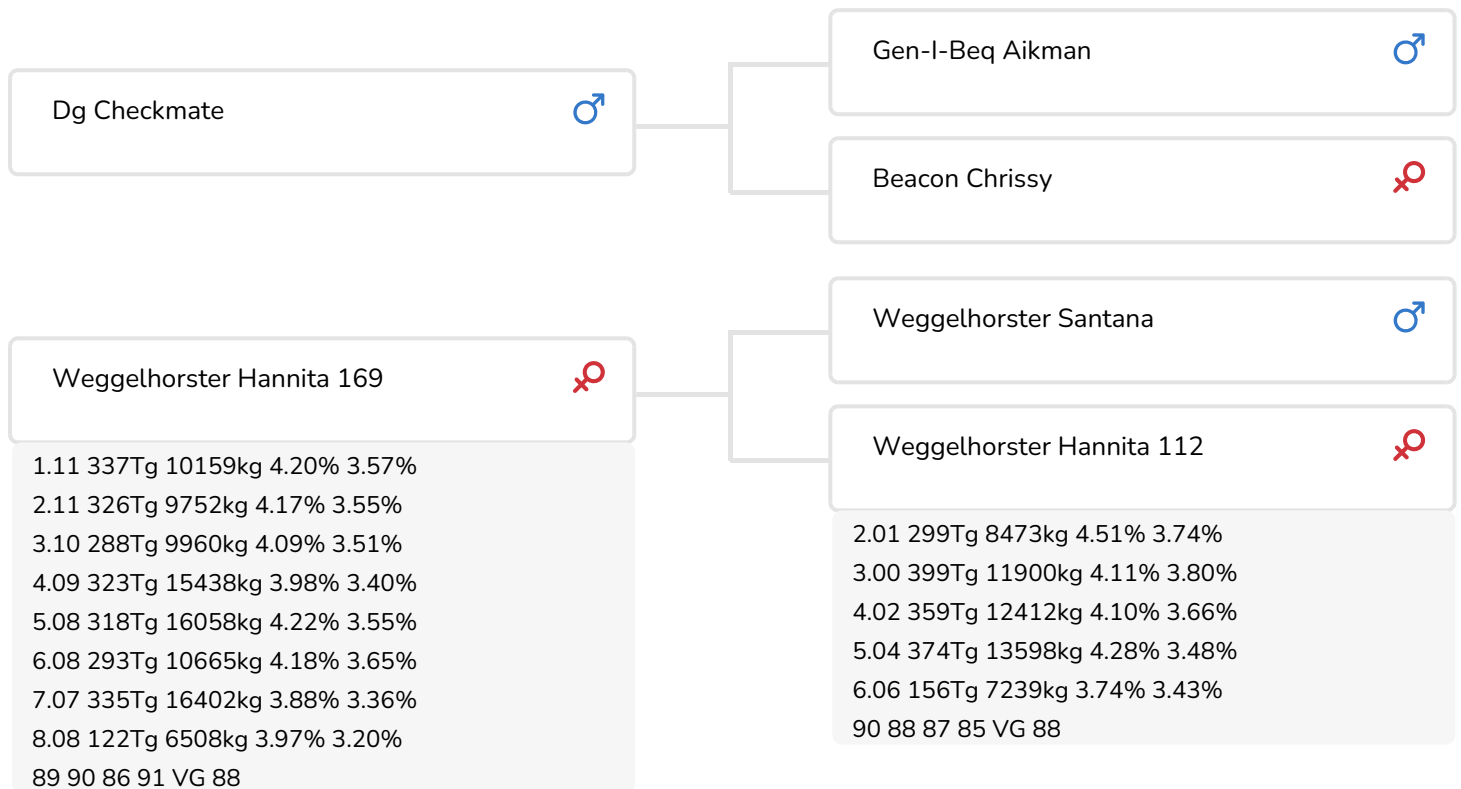 Dg Checkmate
Weggelhorster Hannita 169
1.11 337Tg 10159kg 4.20% 3.57%
2.11 326Tg 9752kg 4.17% 3.55%
3.10 288Tg 9960kg 4.09% 3.51%
4.09 323Tg 15438kg 3.98% 3.40%
5.08 318Tg 16058kg 4.22% 3.55%
6.08 293Tg 10665kg 4.18% 3.65%
7.07 335Tg 16402kg 3.88% 3.36%
8.08 122Tg 6508kg 3.97% 3.20%
89 90 86 91 VG 88
Gen-I-Beq Aikman
Beacon Chrissy
Weggelhorster Santana
Weggelhorster Hannita 112
2.01 299Tg 8473kg 4.51% 3.74%
3.00 399Tg 11900kg 4.11% 3.80%
4.02 359Tg 12412kg 4.10% 3.66%
5.04 374Tg 13598kg 4.28% 3.48%
6.06 156Tg 7239kg 3.74% 3.43%
90 88 87 85 VG 88